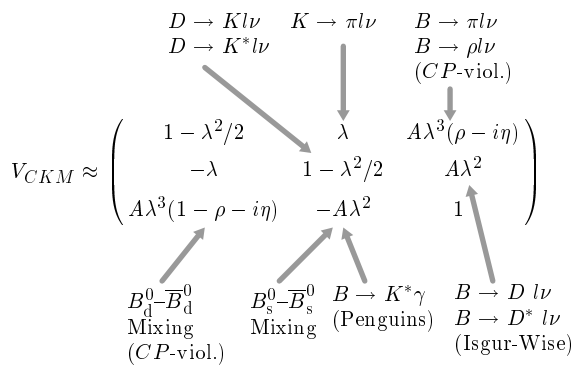 D → Klν K → πlν B → πlν
D → K*lν B → ρlν
(CP-viol.)
1 − λ²/2 λ Aλ³(ρ − iη)
V_CKM ≈ −λ 1 − λ²/2 Aλ²
Aλ³(1 − ρ − iη) −Aλ² 1
B⁰_d–B̅⁰_d B⁰_s–B̅⁰_s B → K*γ B → D lν
Mixing Mixing (Penguins) B → D* lν
(CP-viol.) (Isgur-Wise)